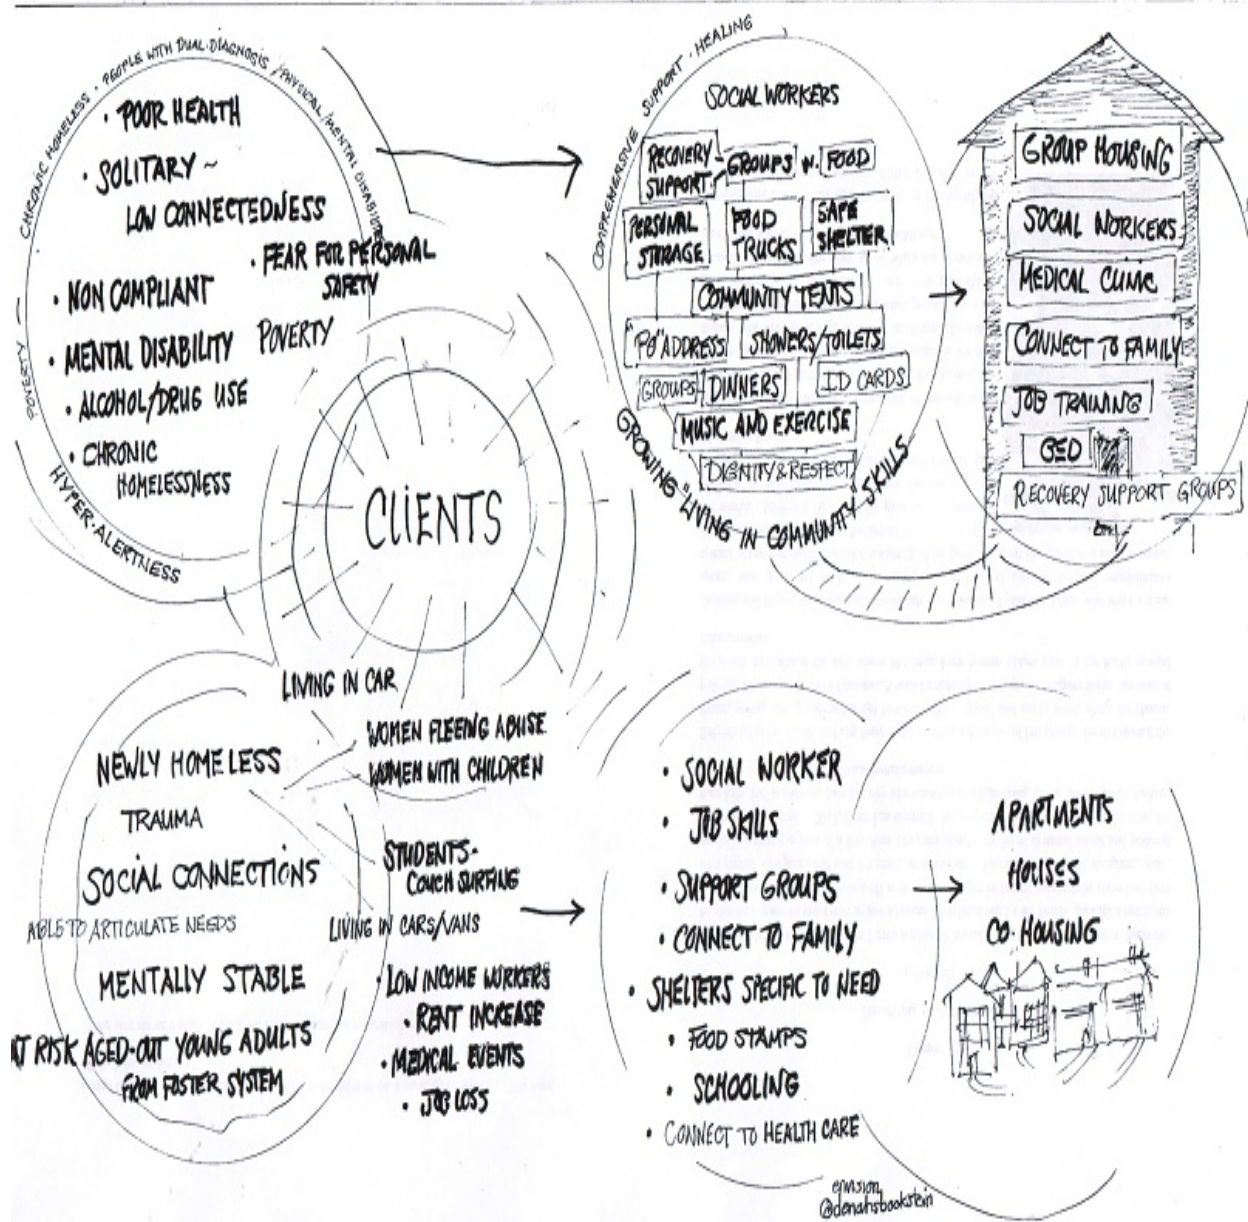 CHRONIC HOMELESS · PEOPLE WITH DUAL-DIAGNOSIS / PHYSICAL/MENTAL DISABILITIES
POVERTY —
HYPER-ALERTNESS
· POOR HEALTH
· SOLITARY ~
LOW CONNECTEDNESS
· FEAR FOR PERSONAL
SAFETY
· NON COMPLIANT
POVERTY
· MENTAL DISABILITY
· ALCOHOL/DRUG USE
· CHRONIC
HOMELESSNESS
CLIENTS
COMPREHENSIVE SUPPORT · HEALING
SOCIAL WORKERS
RECOVERY
SUPPORT
GROUPS W. FOOD
PERSONAL
STORAGE
FOOD
TRUCKS
SAFE
SHELTER
COMMUNITY TENTS
"PO" ADDRESS
SHOWERS/TOILETS
GROUPS
DINNERS
ID CARDS
MUSIC AND EXERCISE
DIGNITY & RESPECT
GROWING "LIVING IN COMMUNITY" SKILLS
GROUP HOUSING
SOCIAL WORKERS
MEDICAL CLINIC
CONNECT TO FAMILY
JOB TRAINING
GED
RECOVERY SUPPORT GROUPS
LIVING IN CAR
WOMEN FLEEING ABUSE
WOMEN WITH CHILDREN
NEWLY HOMELESS
TRAUMA
SOCIAL CONNECTIONS
ABLE TO ARTICULATE NEEDS
MENTALLY STABLE
AT RISK AGED-OUT YOUNG ADULTS
FROM FOSTER SYSTEM
STUDENTS-
COUCH SURFING
LIVING IN CARS/VANS
· LOW INCOME WORKERS
· RENT INCREASE
· MEDICAL EVENTS
· JOB LOSS
· SOCIAL WORKER
· JOB SKILLS
· SUPPORT GROUPS
· CONNECT TO FAMILY
· SHELTERS SPECIFIC TO NEED
· FOOD STAMPS
· SCHOOLING
· CONNECT TO HEALTH CARE
APARTMENTS
HOUSES
CO-HOUSING
envision
@denahsbookstein